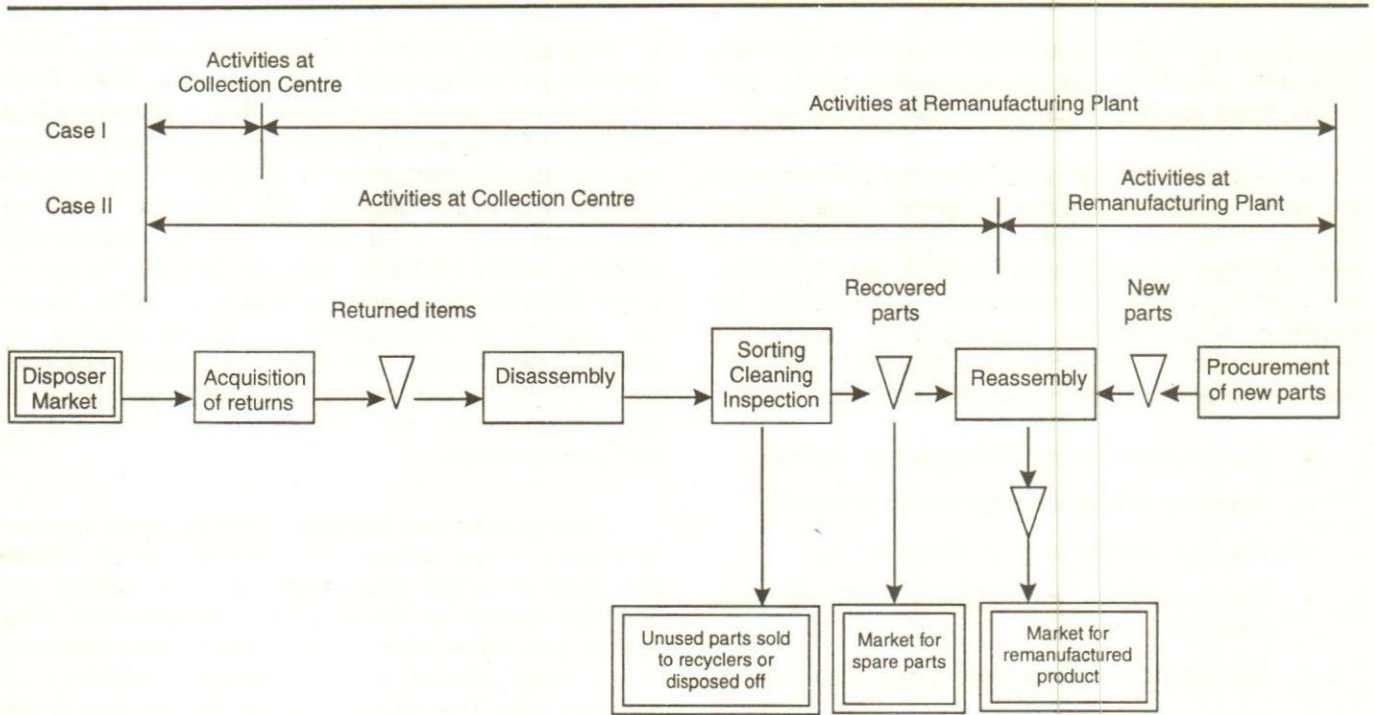 Activities at
Collection Centre
Activities at Remanufacturing Plant
Case I
Activities at
Remanufacturing Plant
Activities at Collection Centre
Case II
Returned items
Recovered
parts
New
parts
Disposer
Market
Acquisition
of returns
Disassembly
Sorting
Cleaning
Inspection
Reassembly
Procurement
of new parts
Unused parts sold
to recyclers or
disposed off
Market for
spare parts
Market for
remanufactured
product